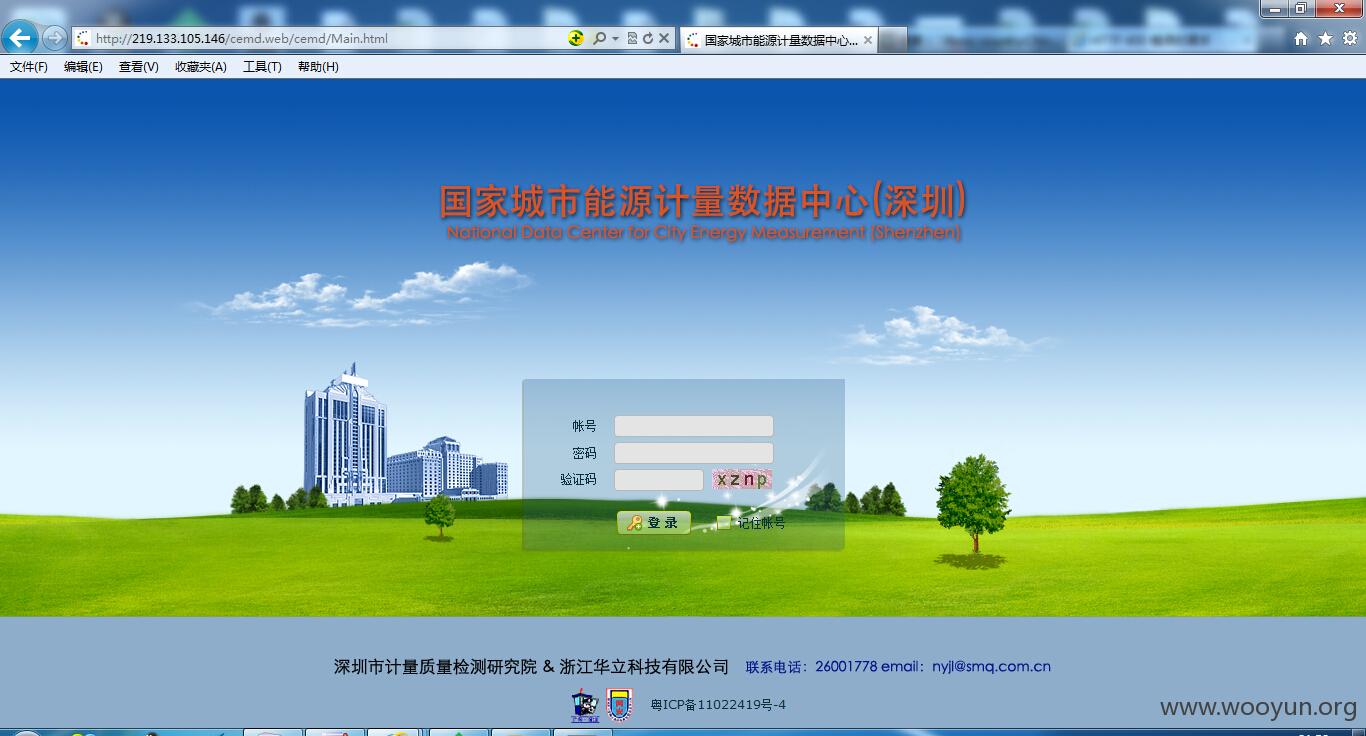 http://219.133.105.146/cemd.web/cemd/Main.html
国家城市能源计量数据中心...
文件(F) 编辑(E) 查看(V) 收藏夹(A) 工具(T) 帮助(H)
国家城市能源计量数据中心(深圳)
National Data Center for City Energy Measurement (Shenzhen)
帐号
密码
验证码 xznp
登录 记住帐号
深圳市计量质量检测研究院 & 浙江华立科技有限公司 联系电话：26001778 email：nyjl@smq.com.cn
粤ICP备11022419号-4
www.wooyun.org